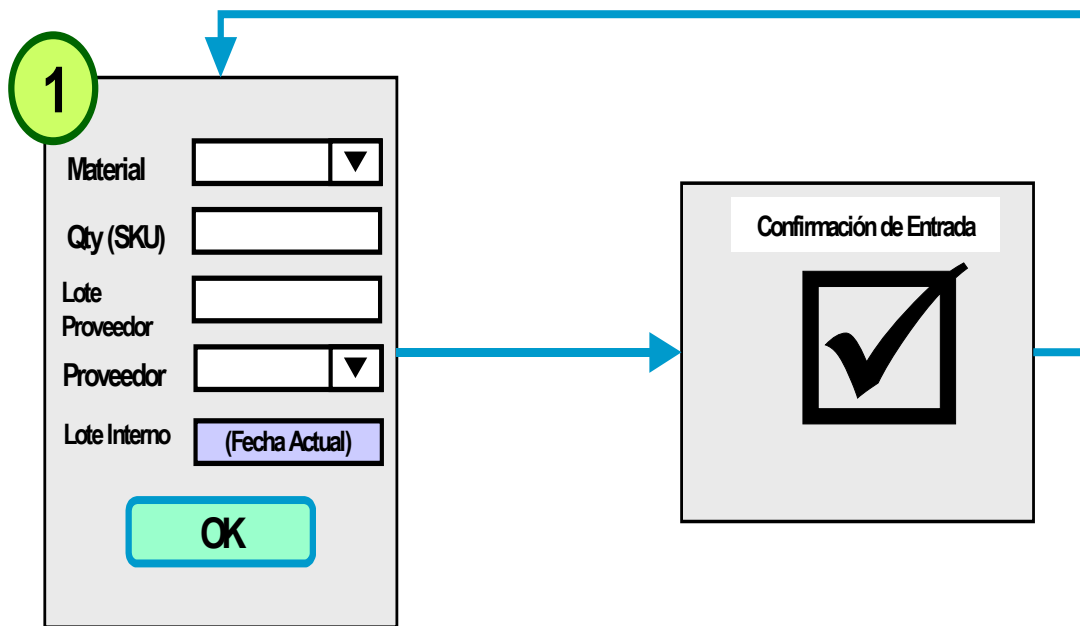 1
Material
Qty (SKU)
Lote
Proveedor
Proveedor
Lote Interno
(Fecha Actual)
OK
Confirmación de Entrada